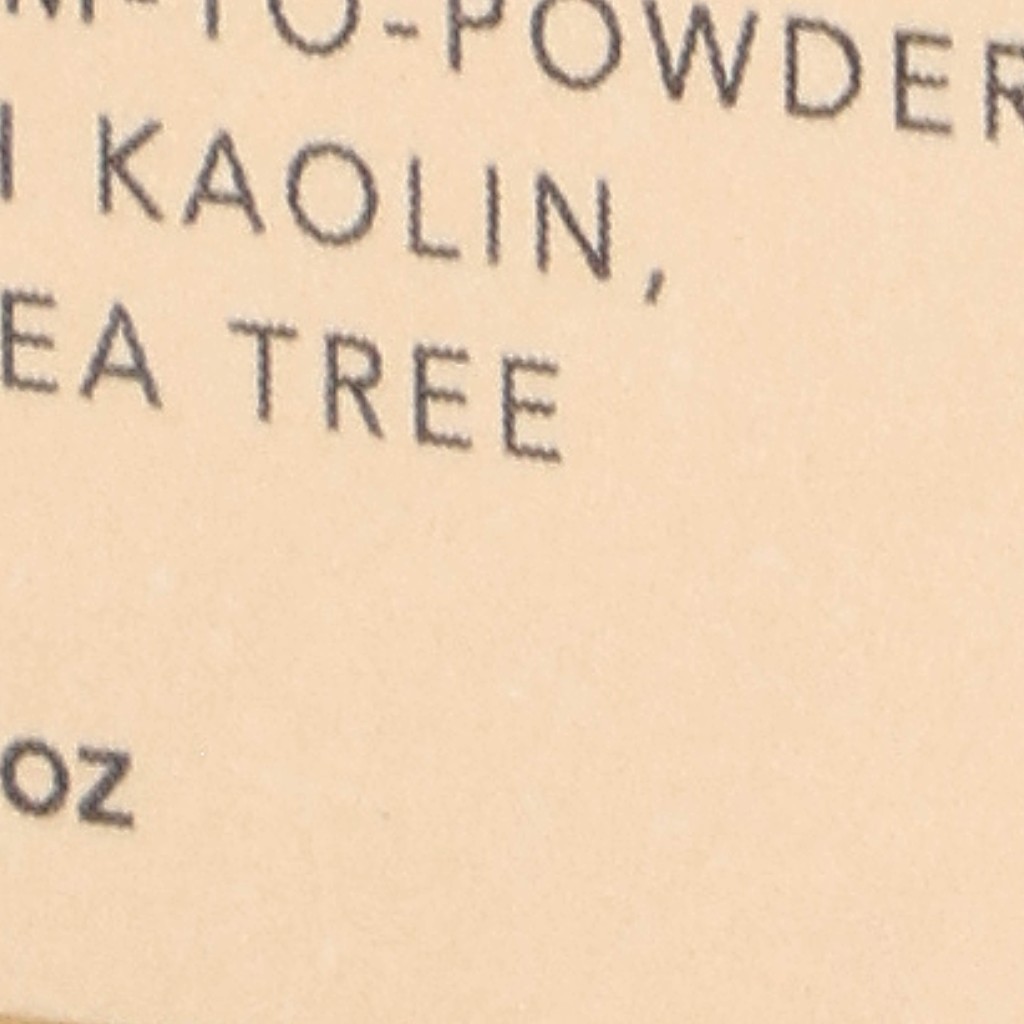 M-TO-POWDER
KAOLIN,
EA TREE
OZ